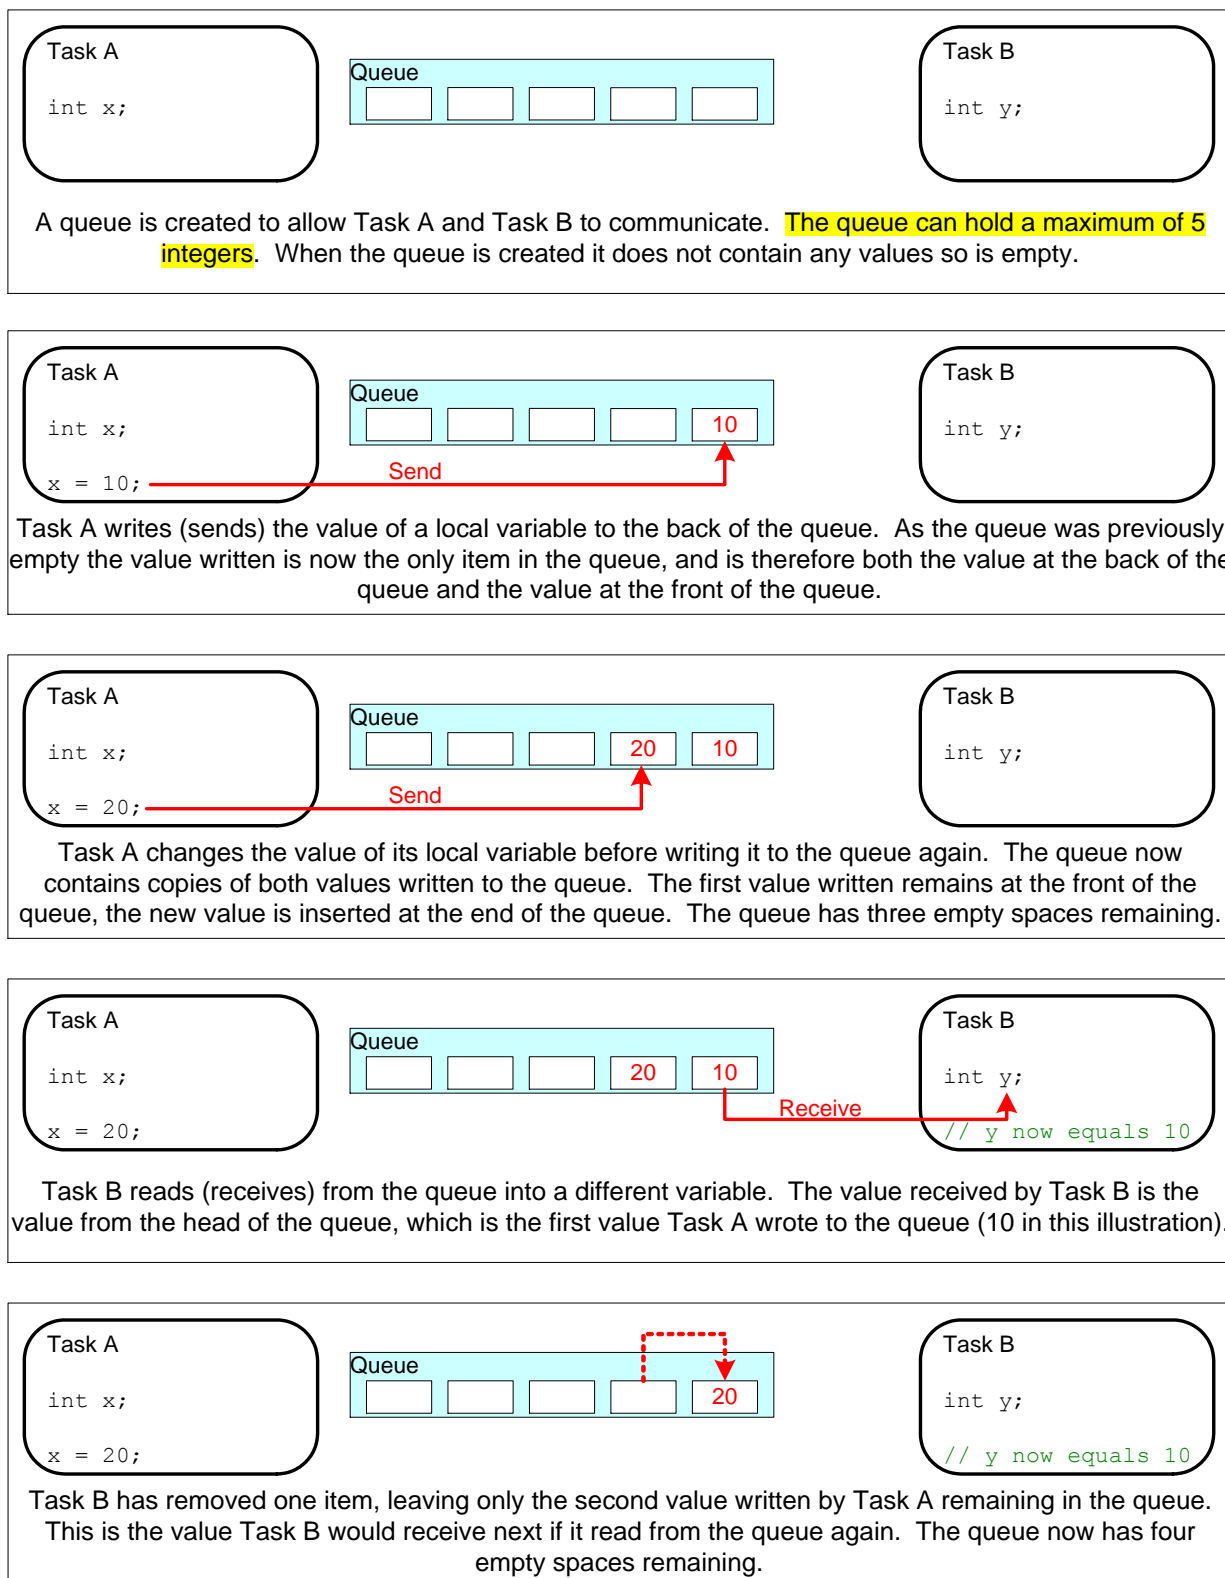 Task A
Queue
Task B
int x;
int y;
A queue is created to allow Task A and Task B to communicate.  The queue can hold a maximum of 5
integers.  When the queue is created it does not contain any values so is empty.
Task A
Queue
Task B
10
int x;
int y;
Send
x = 10;
Task A writes (sends) the value of a local variable to the back of the queue.  As the queue was previously
empty the value written is now the only item in the queue, and is therefore both the value at the back of the
queue and the value at the front of the queue.
Task A
Queue
Task B
20 10
int x;
int y;
Send
x = 20;
Task A changes the value of its local variable before writing it to the queue again.  The queue now
contains copies of both values written to the queue.  The first value written remains at the front of the
queue, the new value is inserted at the end of the queue.  The queue has three empty spaces remaining.
Task A
Queue
Task B
20 10
int x;
int y;
Receive
x = 20;
// y now equals 10
Task B reads (receives) from the queue into a different variable.  The value received by Task B is the
value from the head of the queue, which is the first value Task A wrote to the queue (10 in this illustration).
Task A
Queue
Task B
20
int x;
int y;
x = 20;
// y now equals 10
Task B has removed one item, leaving only the second value written by Task A remaining in the queue.
This is the value Task B would receive next if it read from the queue again.  The queue now has four
empty spaces remaining.